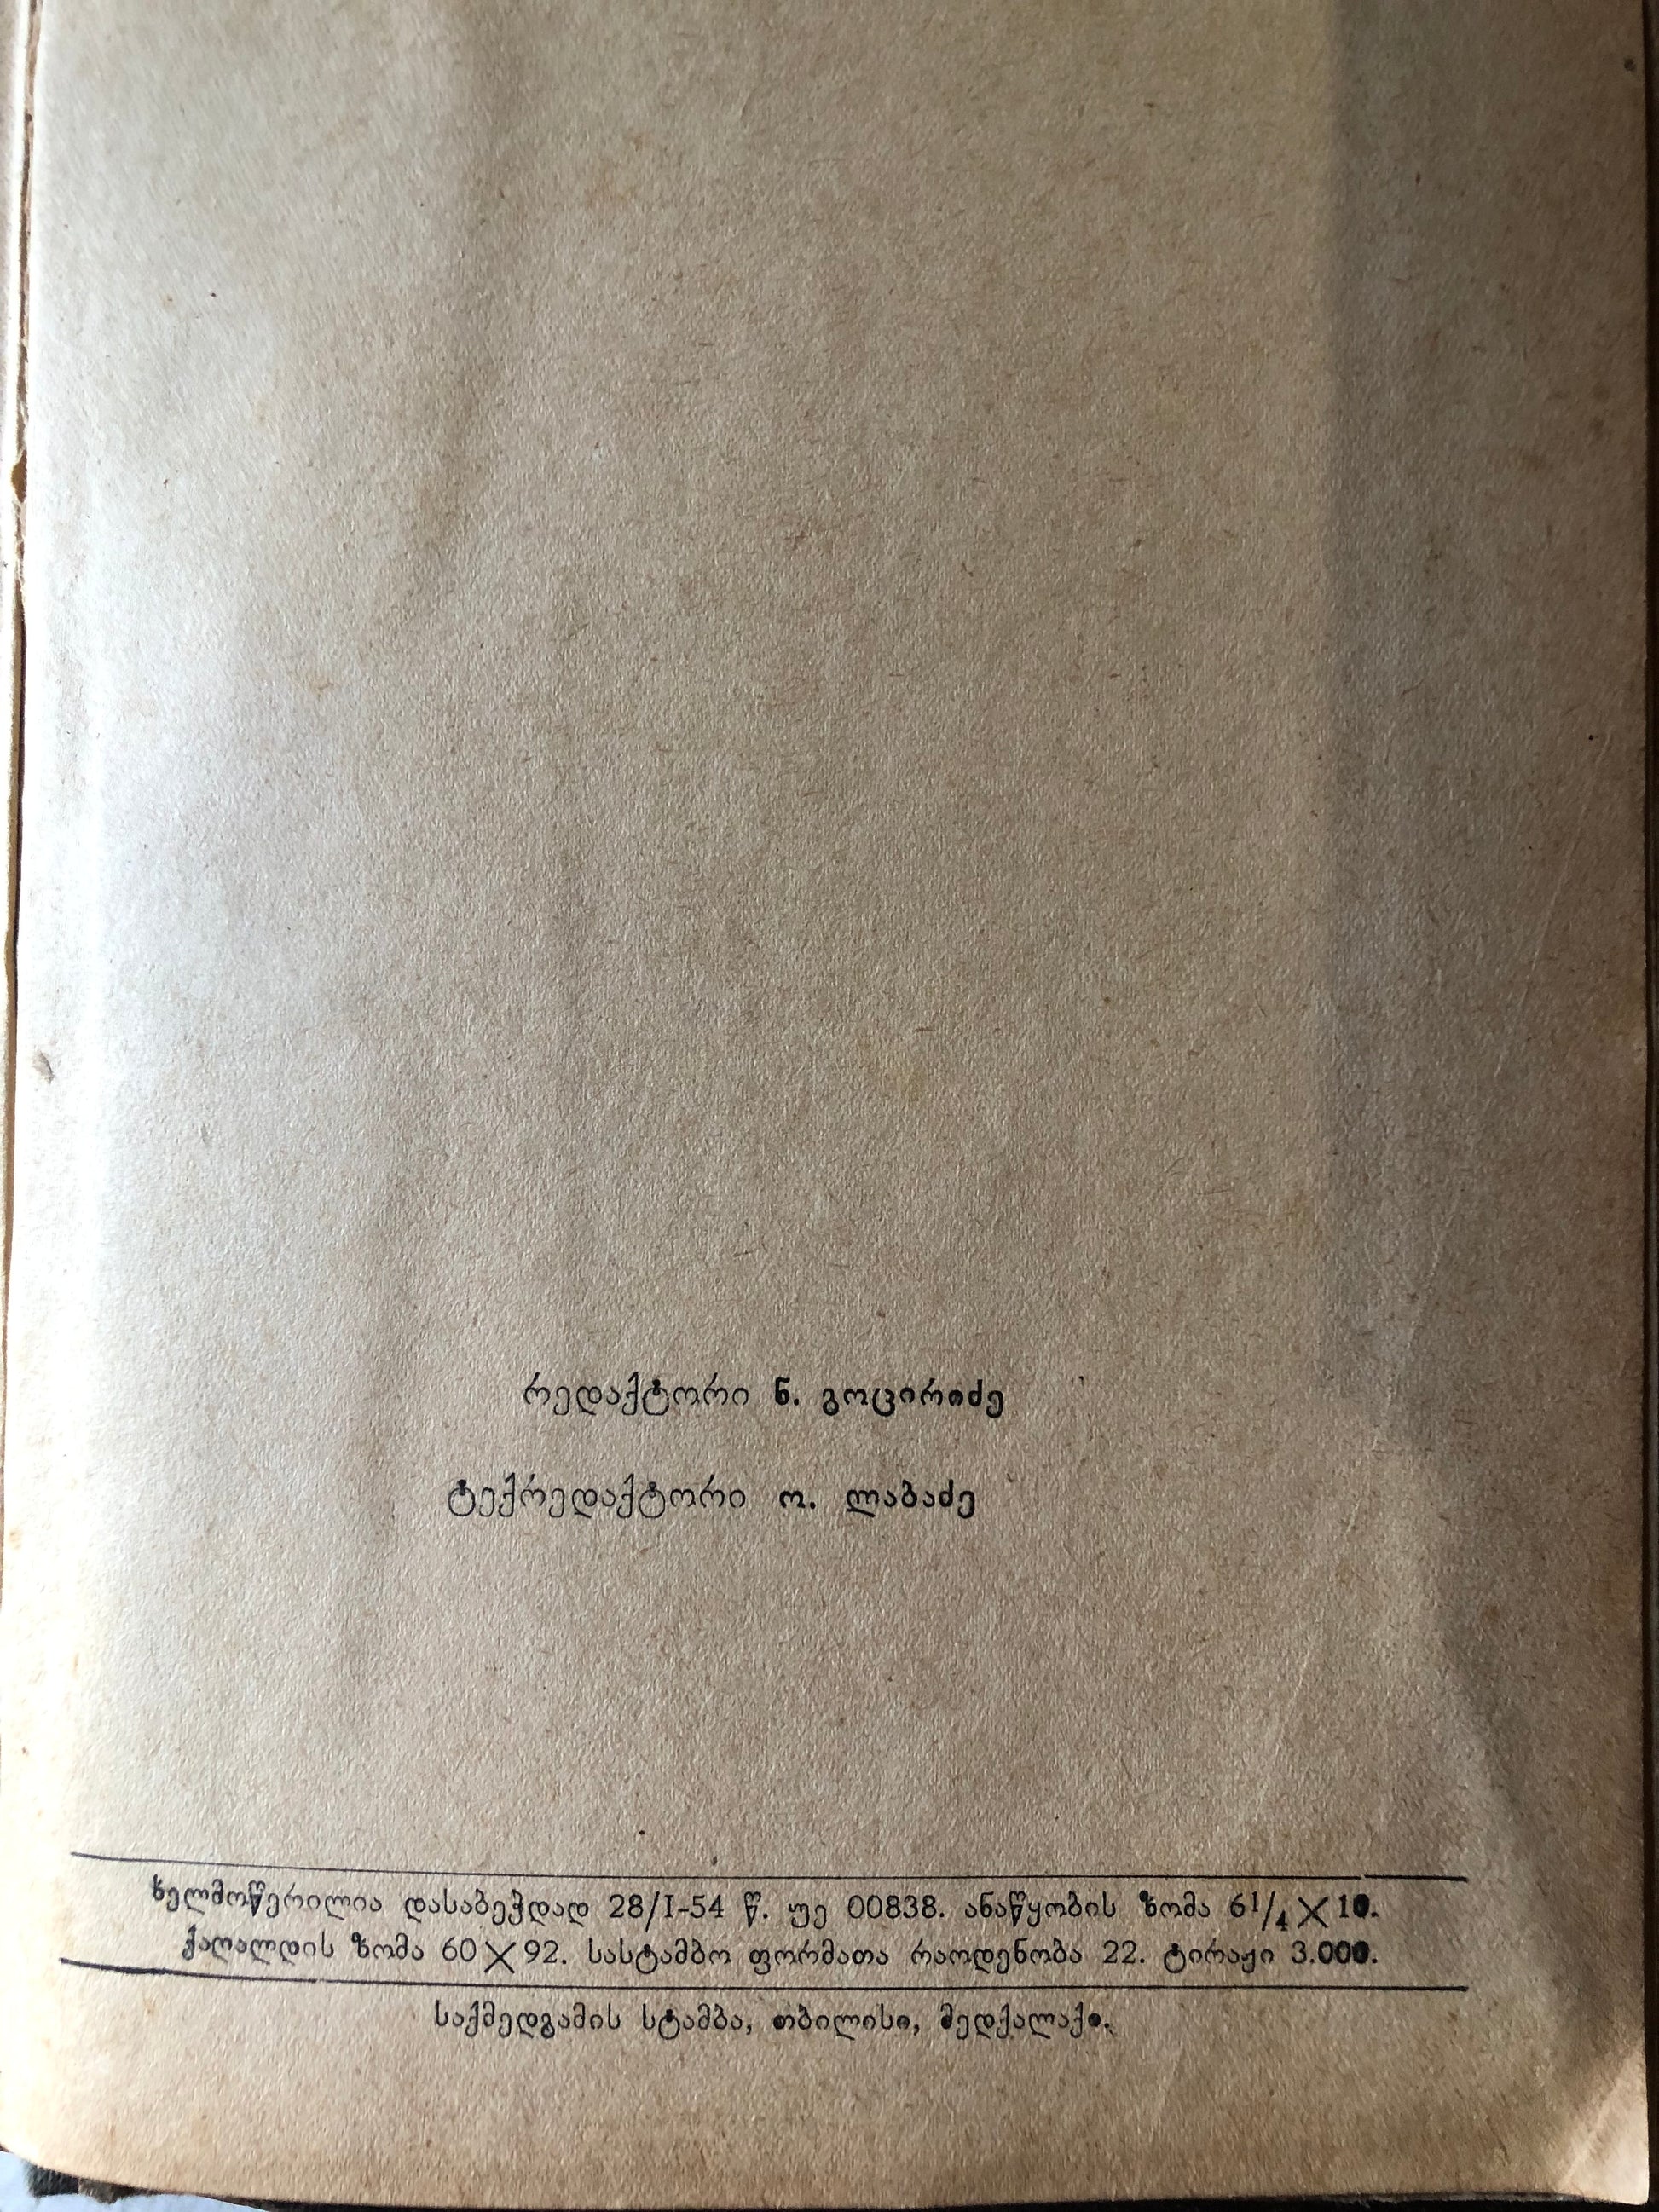 რედაქტორი ნ. გოცირიძე
ტექრედაქტორი ო. ლაბაძე
ხელმოწერილია დასაბეჭდად 28/I-54 წ. უე 00838. ანაწყობის ზომა 6¹/₄×10.
ქაღალდის ზომა 60×92. სასტამბო ფორმათა რაოდენობა 22. ტირაჟი 3.000.
საქმედგამის სტამბა, თბილისი, მედქალაქი.